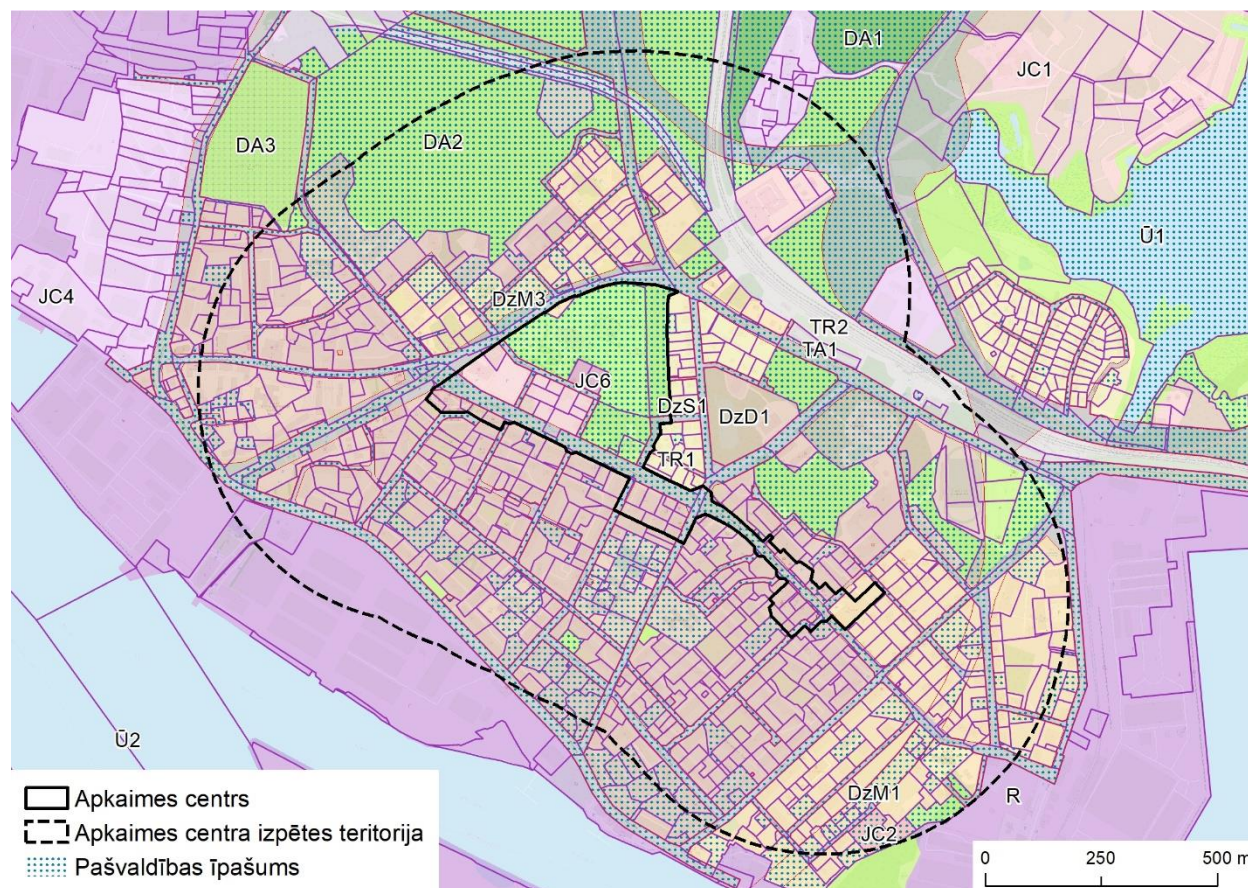 DA1
JC1
DA3
DA2
Ū1
JC4
DzM3
TR2
TA1
JC6
DzS1
DzD1
TR1
Ū2
DzM1
R
JC2
Apkaimes centrs
Apkaimes centra izpētes teritorija
Pašvaldības īpašums
0 250 500 m